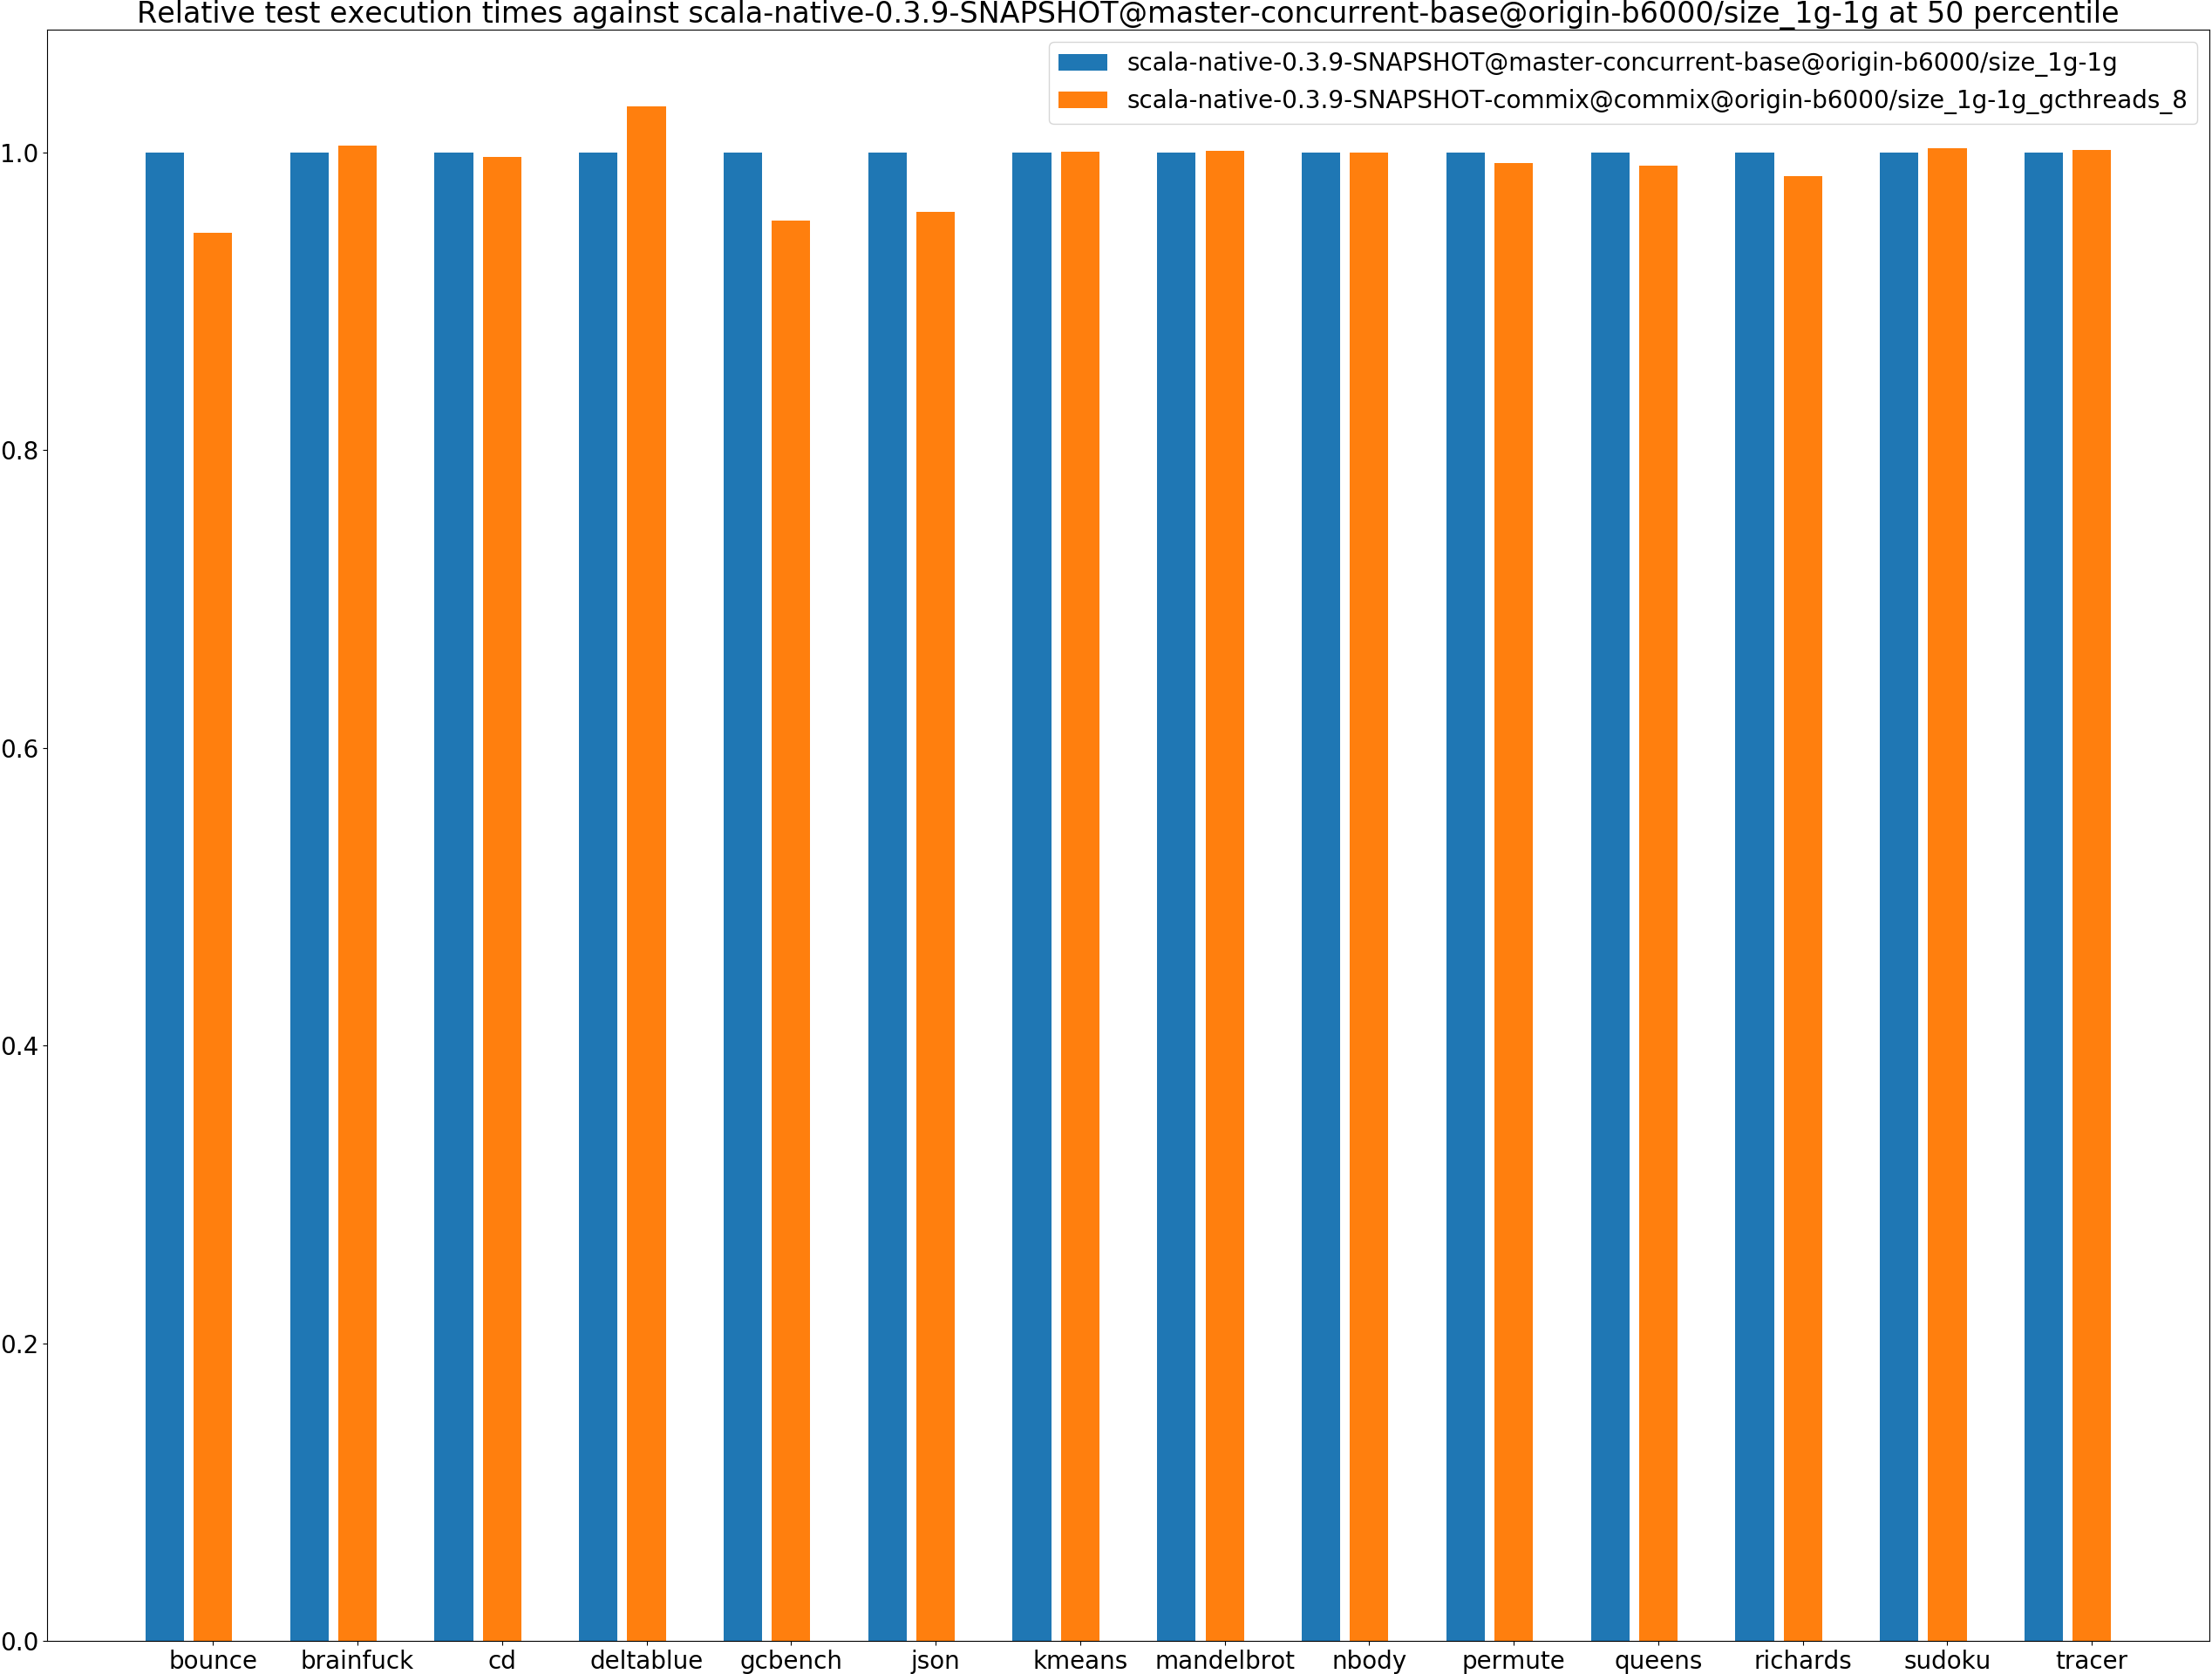 Relative test execution times against scala-native-0.3.9-SNAPSHOT@master-concurrent-base@origin-b6000/size_1g-1g at 50 percentile
scala-native-0.3.9-SNAPSHOT@master-concurrent-base@origin-b6000/size_1g-1g
scala-native-0.3.9-SNAPSHOT-commix@commix@origin-b6000/size_1g-1g_gcthreads_8
1.0
0.8
0.6
0.4
0.2
0.0
bounce brainfuck cd deltablue gcbench json kmeans mandelbrot nbody permute queens richards sudoku tracer